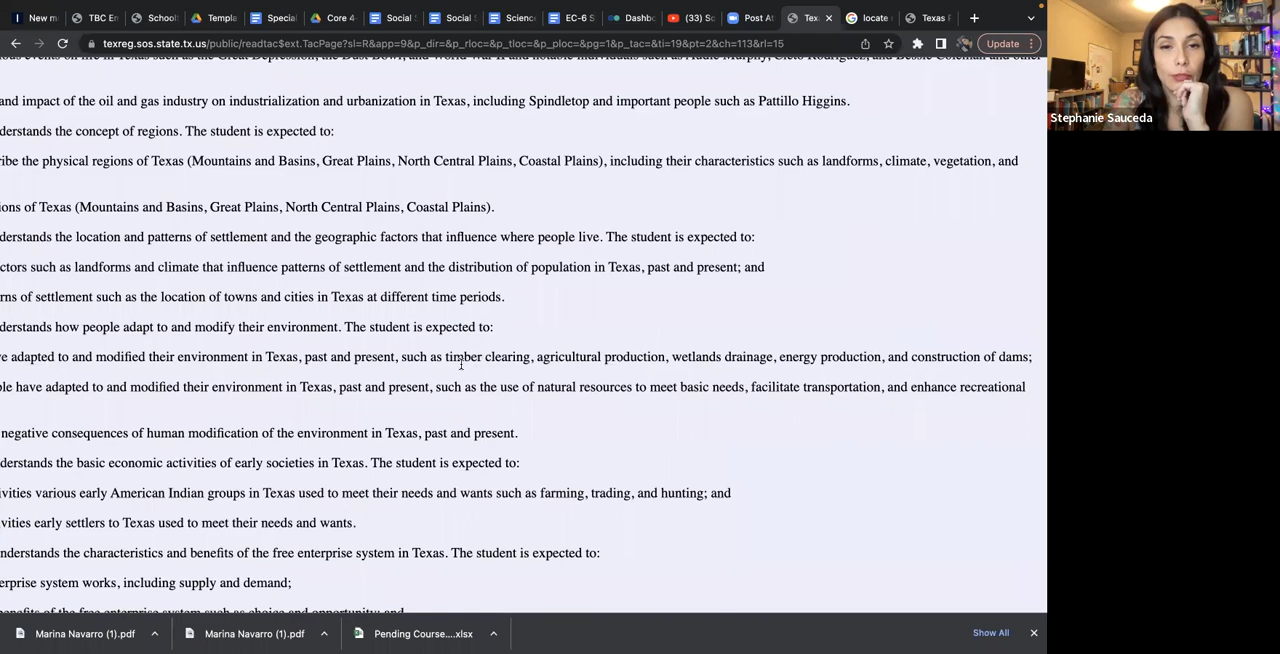 New m
TBC En
School
Templa
Special
Core 4-
Social
Social
Scienc
EC-6 S
Dashb
(33) So
Post At
Tex
locate
Texas F
texreg.sos.state.tx.us/public/readtac$ext.TacPage?sl=R&app=9&p_dir=&p_rloc=&p_tloc=&p_ploc=&pg=1&p_tac=&ti=19&pt=2&ch=113&rl=15
Update
Stephanie Sauceda
and impact of the oil and gas industry on industrialization and urbanization in Texas, including Spindletop and important people such as Pattillo Higgins.
derstands the concept of regions. The student is expected to:
ribe the physical regions of Texas (Mountains and Basins, Great Plains, North Central Plains, Coastal Plains), including their characteristics such as landforms, climate, vegetation, and
ions of Texas (Mountains and Basins, Great Plains, North Central Plains, Coastal Plains).
derstands the location and patterns of settlement and the geographic factors that influence where people live. The student is expected to:
ctors such as landforms and climate that influence patterns of settlement and the distribution of population in Texas, past and present; and
rns of settlement such as the location of towns and cities in Texas at different time periods.
derstands how people adapt to and modify their environment. The student is expected to:
ve adapted to and modified their environment in Texas, past and present, such as timber clearing, agricultural production, wetlands drainage, energy production, and construction of dams;
ple have adapted to and modified their environment in Texas, past and present, such as the use of natural resources to meet basic needs, facilitate transportation, and enhance recreational
negative consequences of human modification of the environment in Texas, past and present.
derstands the basic economic activities of early societies in Texas. The student is expected to:
ivities various early American Indian groups in Texas used to meet their needs and wants such as farming, trading, and hunting; and
ivities early settlers to Texas used to meet their needs and wants.
nderstands the characteristics and benefits of the free enterprise system in Texas. The student is expected to:
erprise system works, including supply and demand;
benefits of the free enterprise system such as choice and opportunity; and
Marina Navarro (1).pdf
Marina Navarro (1).pdf
Pending Course....xlsx
Show All